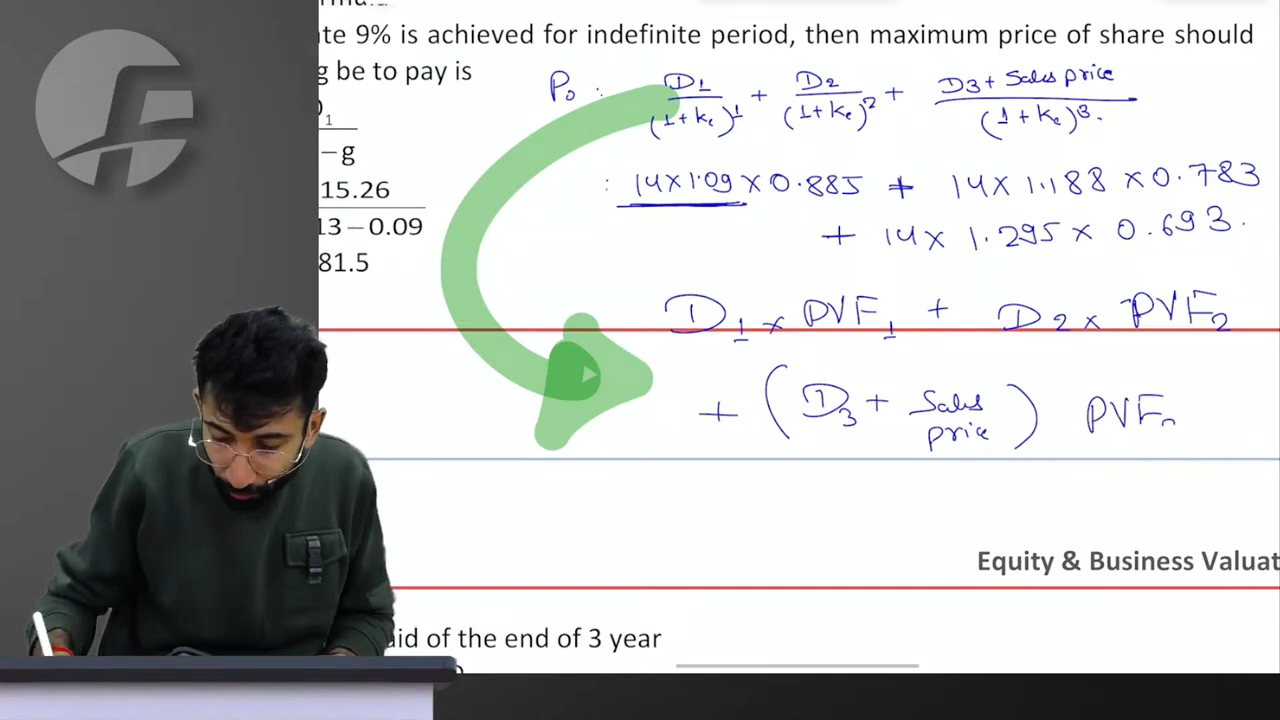 te 9% is achieved for indefinite period, then maximum price of share should
g be to pay is
P₀ : D1/(1+ke)^1 + D2/(1+ke)^2 + D3 + Sales price/(1+ke)^3.
1
–g
15.26
: 14×1.09×0.885 + 14×1.188×0.783
13 – 0.09
+ 14× 1.295× 0.693.
81.5
D1 × PVF1 + D2 × PVF2
+ (D3 + Sales price) PVF
Equity & Business Valuat
aid of the end of 3 year